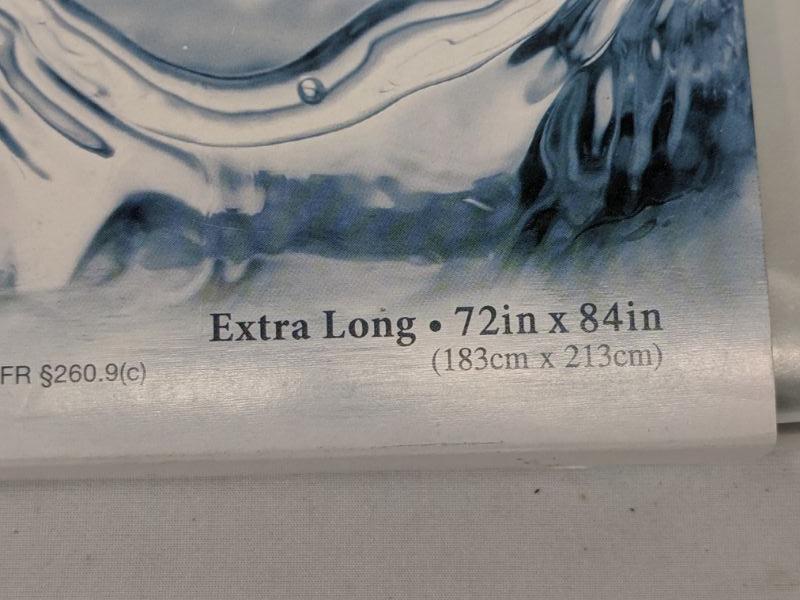 Extra Long • 72in x 84in
(183cm x 213cm)
FR §260.9(c)